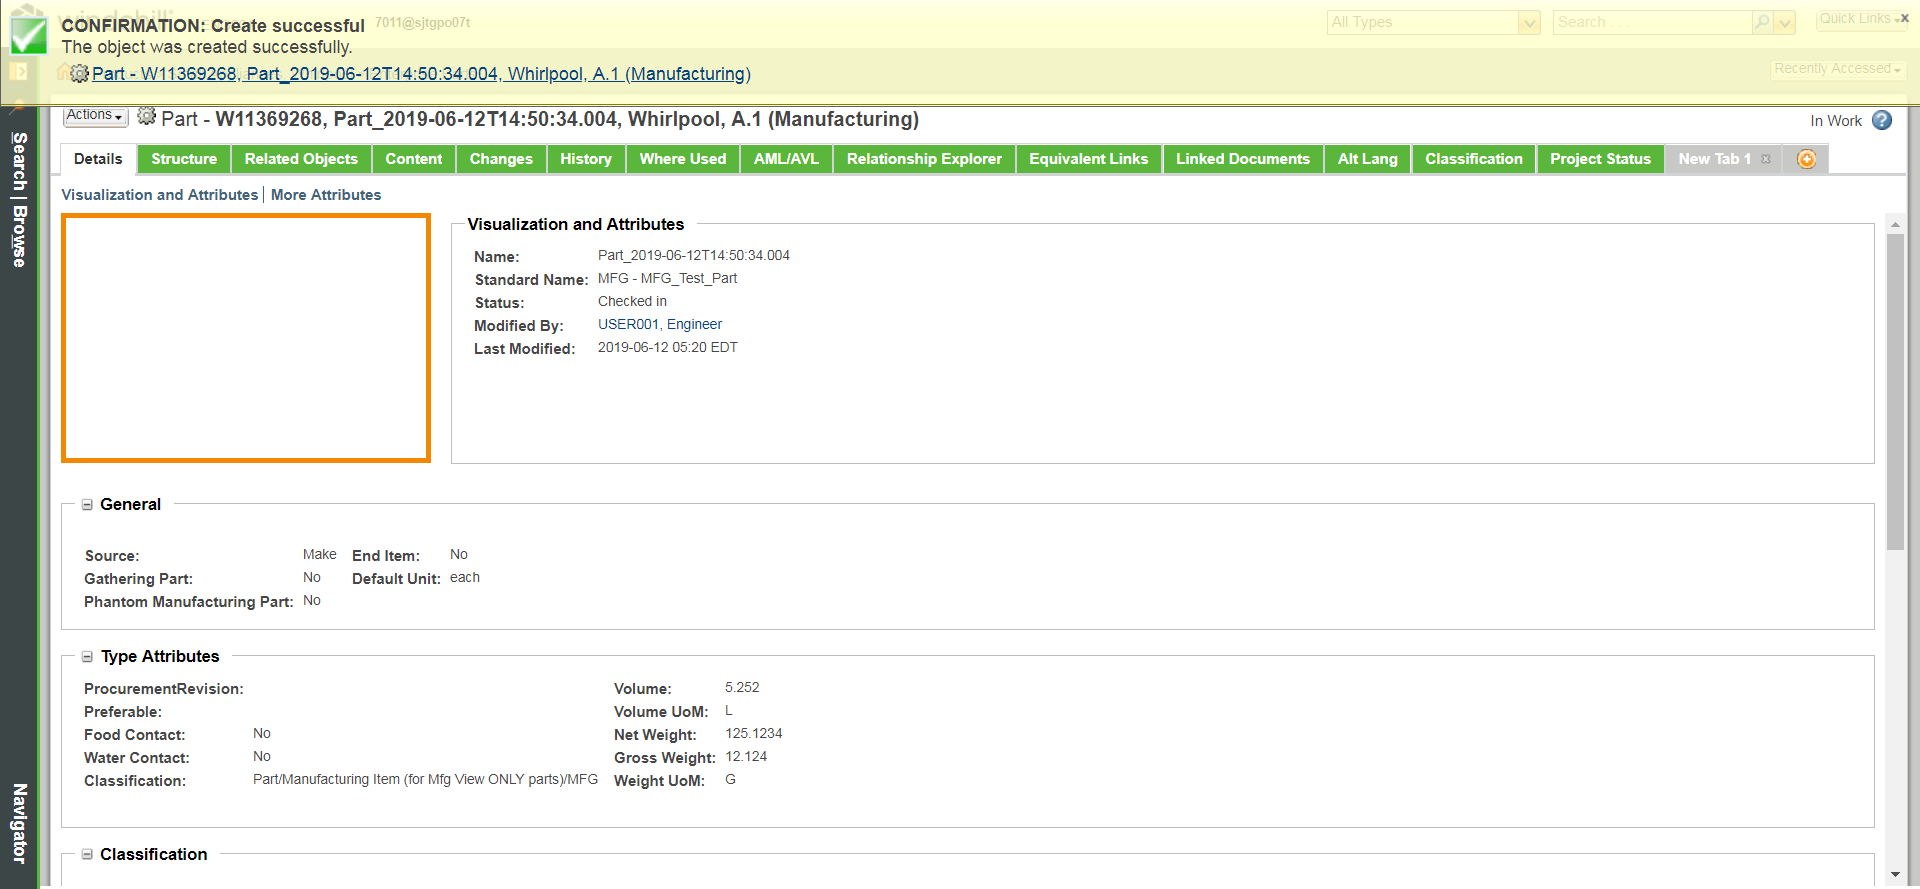 windchill
7011@sjtgpo07t
All Types
Search . . .
Quick Links
CONFIRMATION: Create successful
The object was created successfully.
Part - W11369268, Part_2019-06-12T14:50:34.004, Whirlpool, A.1 (Manufacturing)
Recently Accessed
Actions
Part - W11369268, Part_2019-06-12T14:50:34.004, Whirlpool, A.1 (Manufacturing)
In Work
Search | Browse
Navigator
Details Structure Related Objects Content Changes History Where Used AML/AVL Relationship Explorer Equivalent Links Linked Documents Alt Lang Classification Project Status New Tab 1
Visualization and Attributes | More Attributes
Visualization and Attributes
Name: Part_2019-06-12T14:50:34.004
Standard Name: MFG - MFG_Test_Part
Status: Checked in
Modified By: USER001, Engineer
Last Modified: 2019-06-12 05:20 EDT
General
Source: Make End Item: No
Gathering Part: No Default Unit: each
Phantom Manufacturing Part: No
Type Attributes
ProcurementRevision: Volume: 5.252
Preferable: Volume UoM: L
Food Contact: No Net Weight: 125.1234
Water Contact: No Gross Weight: 12.124
Classification: Part/Manufacturing Item (for Mfg View ONLY parts)/MFG Weight UoM: G
Classification